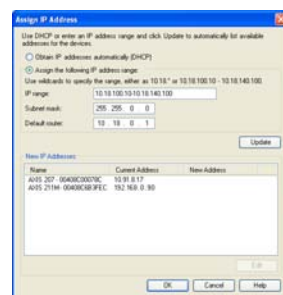 Assign IP Address
Use DHCP or enter an IP address range and click Update to automatically list available
addresses for the devices.
Obtain IP addresses automatically (DHCP)
Assign the following IP address range:
Use wildcards to specify the range, either as 10.18.* or 10.18.100.10 - 10.18.140.100.
IP range: 10.18.100.10-10.18.140.100
Subnet mask: 255 . 255 . 0 . 0
Default router: 10 . 18 . 0 . 1
Update
New IP Addresses
Name Current Address New Address
AXIS 207 - 00408C00078C 10.91.8.17
AXIS 211M - 00408C6B3FEC 192.168.0.90
Edit
OK Cancel Help